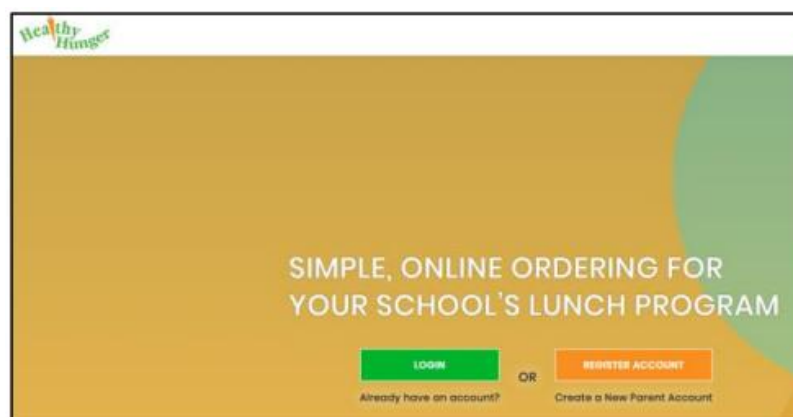 Healthy
Hunger
SIMPLE, ONLINE ORDERING FOR
YOUR SCHOOL'S LUNCH PROGRAM
LOGIN
OR
REGISTER ACCOUNT
Already have an account?
Create a New Parent Account